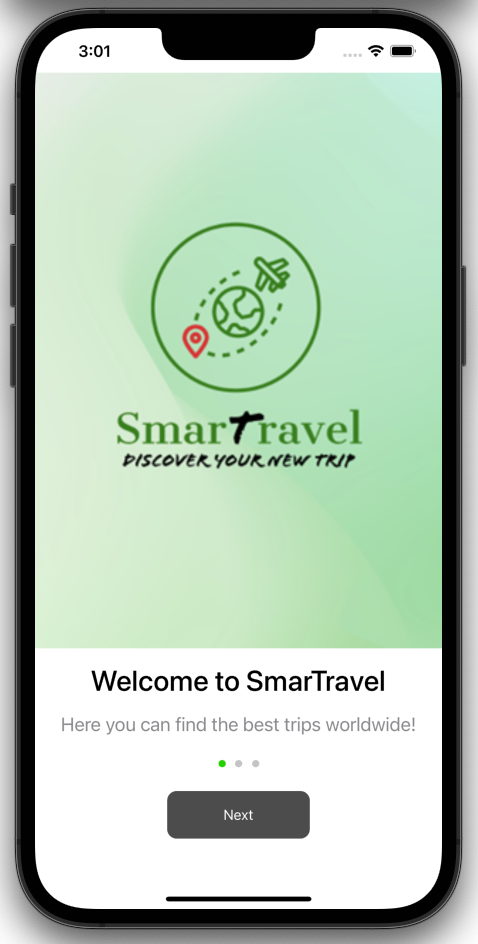 3:01
SmarTravel
DISCOVER YOUR NEW TRIP
Welcome to SmarTravel
Here you can find the best trips worldwide!
Next